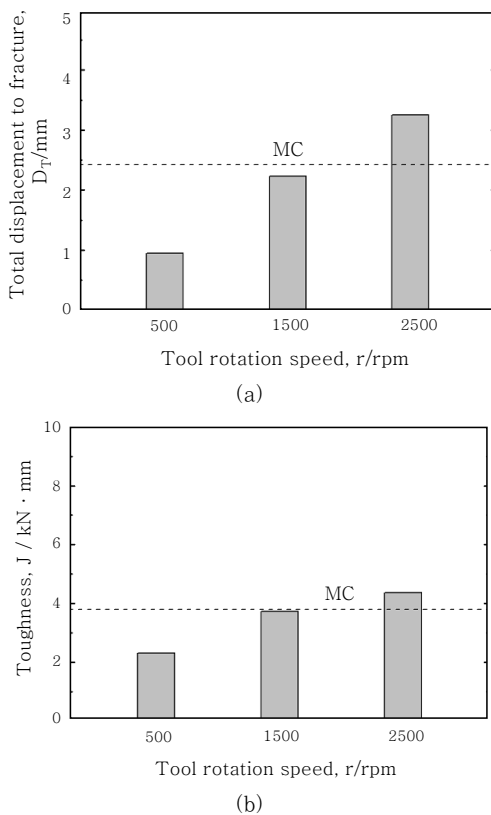 Total displacement to fracture,
D_T/mm
5
4
3
2
1
0
MC
500 1500 2500
Tool rotation speed, r/rpm
(a)
Toughness, J / kN · mm
10
8
6
4
2
0
MC
500 1500 2500
Tool rotation speed, r/rpm
(b)